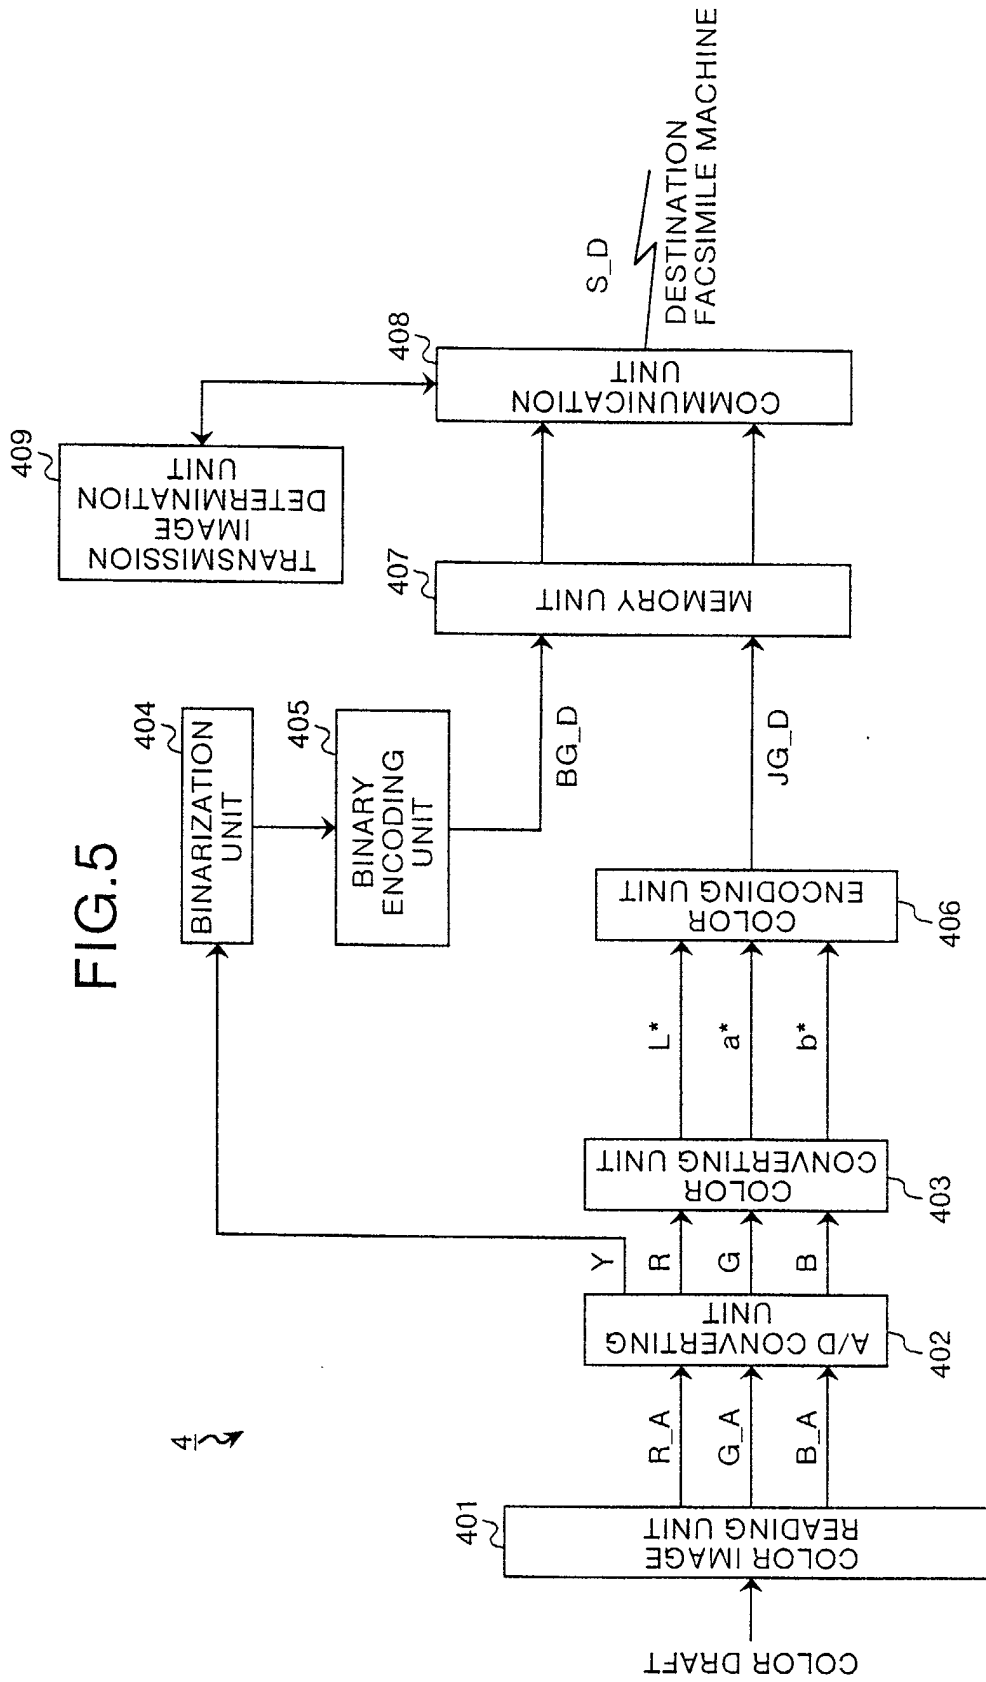 FIG.5
4
COLOR DRAFT
401
COLOR IMAGE
READING UNIT
R_A
G_A
B_A
402
A/D CONVERTING
UNIT
Y
R
G
B
403
COLOR
CONVERTING UNIT
L*
a*
b*
404
BINARIZATION
UNIT
405
BINARY
ENCODING
UNIT
406
COLOR
ENCODING UNIT
BG_D
JG_D
407
MEMORY UNIT
409
TRANSMISSION
IMAGE
DETERMINATION
UNIT
408
COMMUNICATION
UNIT
S_D
DESTINATION
FACSIMILE MACHINE